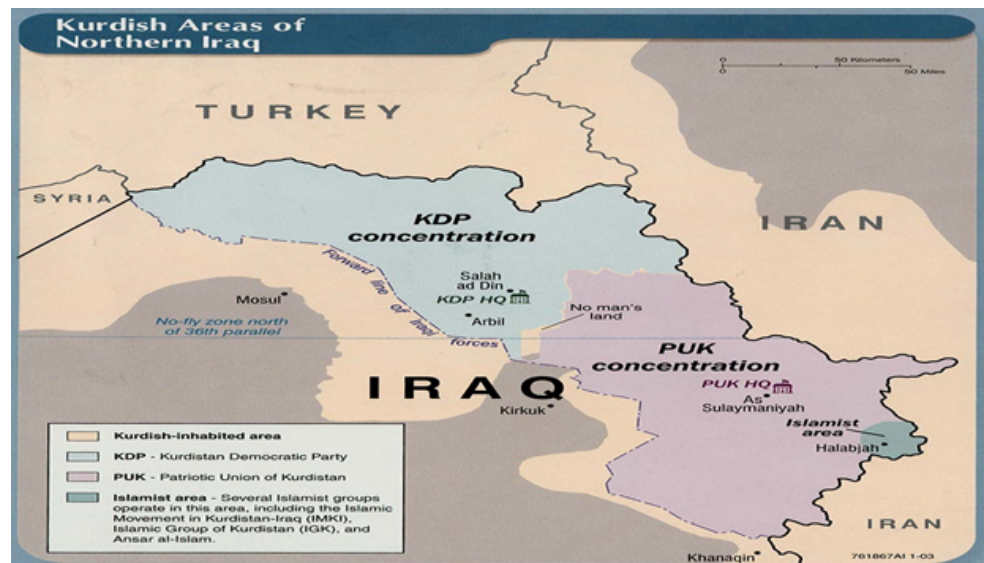 Kurdish Areas of
Northern Iraq
0 50 Kilometers
0 50 Miles
TURKEY
SYRIA
IRAN
KDP
concentration
Forward line of Iraqi forces
Salah
ad Din
KDP HQ
Mosul
Arbil
No man's
land
No-fly zone north
of 36th parallel
PUK
concentration
IRAQ
PUK HQ
As
Sulaymaniyah
Kirkuk
Islamist
area
Halabjah
Kurdish-inhabited area
KDP - Kurdistan Democratic Party
PUK - Patriotic Union of Kurdistan
Islamist area - Several Islamist groups
operate in this area, including the Islamic
Movement in Kurdistan-Iraq (IMKI),
Islamic Group of Kurdistan (IGK), and
Ansar al-Islam.
IRAN
Khanaqin
761867AI 1-03